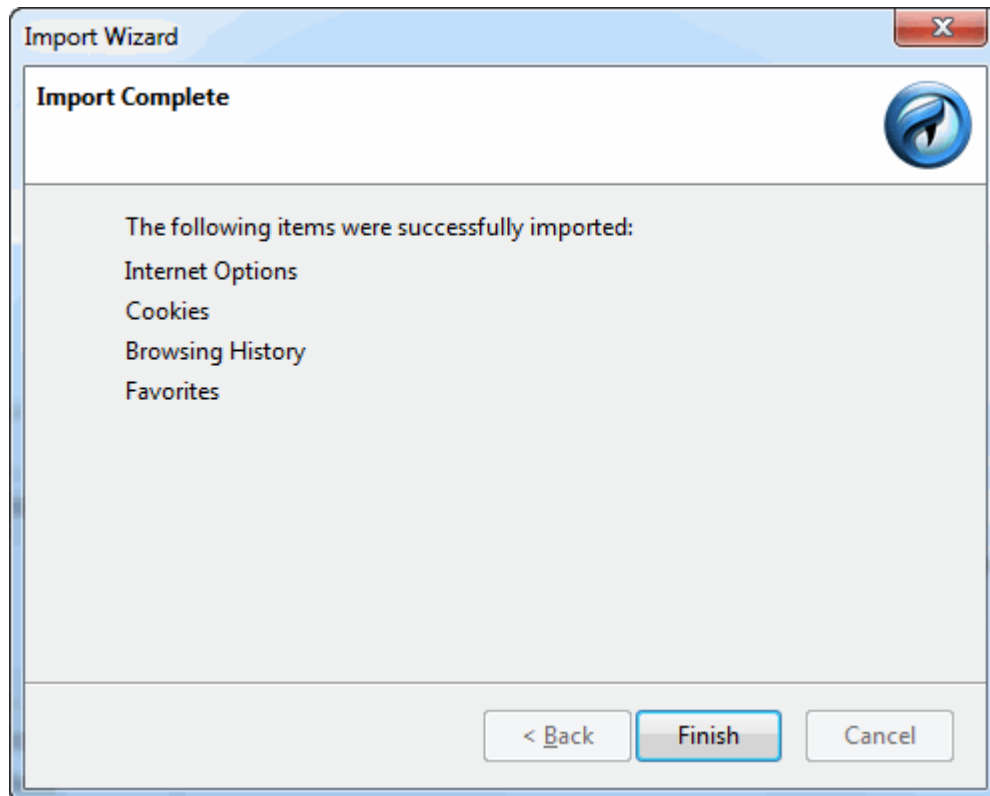 Import Wizard
Import Complete
The following items were successfully imported:
Internet Options
Cookies
Browsing History
Favorites
< Back
Finish
Cancel